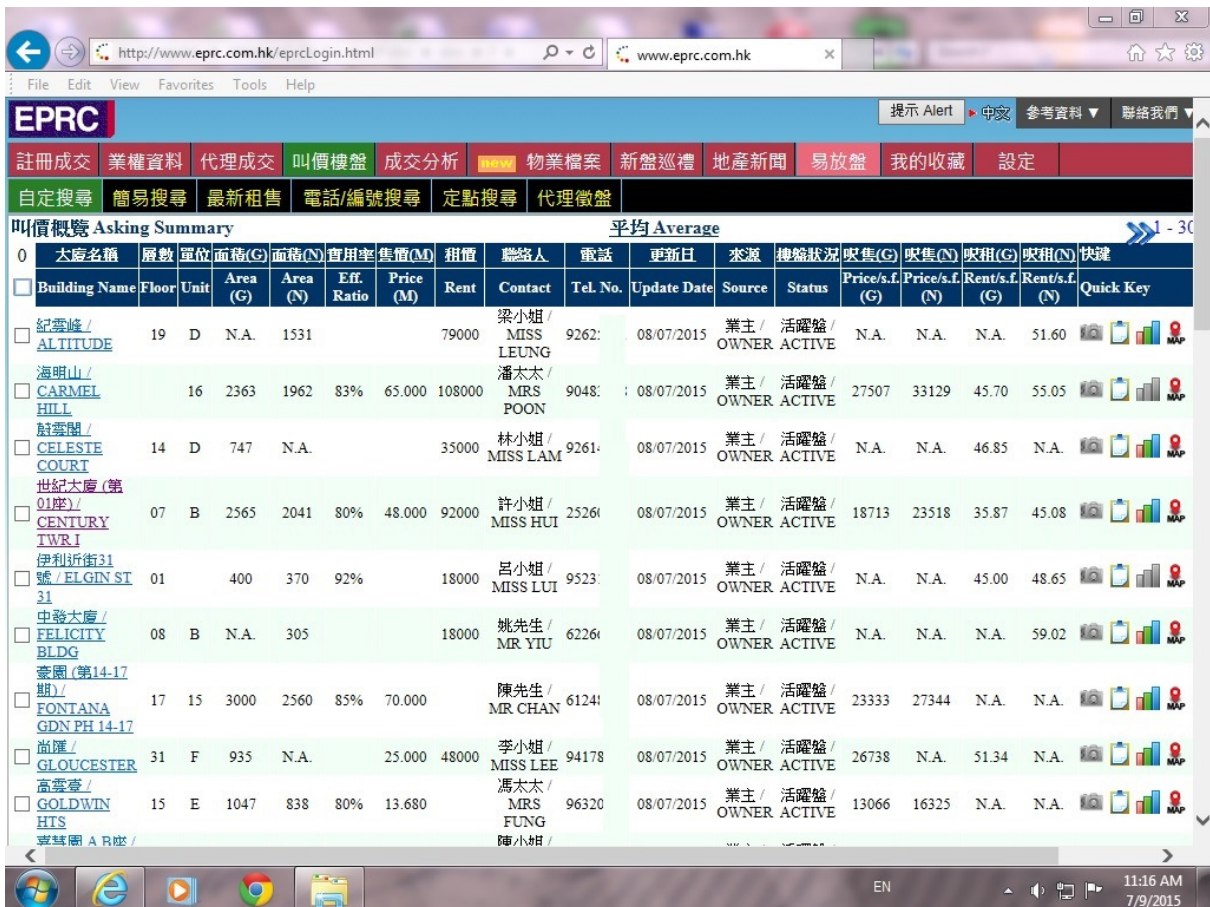 http://www.eprc.com.hk/eprcLogin.html
www.eprc.com.hk
File Edit View Favorites Tools Help
EPRC
提示 Alert 中文 參考資料 ▼ 聯絡我們 ▼
註冊成交 業權資料 代理成交 叫價樓盤 成交分析 new 物業檔案 新盤巡禮 地產新聞 易放盤 我的收藏 設定
自定搜尋 簡易搜尋 最新租售 電話/編號搜尋 定點搜尋 代理徵盤
叫價概覽 Asking Summary 平均 Average 1 - 30
0 大廈名稱 層數 單位 面積(G) 面積(N) 實用率 售價(M) 租價 聯絡人 電話 更新日 來源 樓盤狀況 呎售(G) 呎售(N) 呎租(G) 呎租(N) 快鍵
Building Name Floor Unit Area (G) Area (N) Eff. Ratio Price (M) Rent Contact Tel. No. Update Date Source Status Price/s.f. (G) Price/s.f. (N) Rent/s.f. (G) Rent/s.f. (N) Quick Key
紀雲峰 / ALTITUDE 19 D N.A. 1531 79000 梁小姐 / MISS LEUNG 9262 08/07/2015 業主 / OWNER 活躍盤 / ACTIVE N.A. N.A. N.A. 51.60 MAP
海明山 / CARMEL HILL 16 2363 1962 83% 65.000 108000 潘太太 / MRS POON 9048 08/07/2015 業主 / OWNER 活躍盤 / ACTIVE 27507 33129 45.70 55.05 MAP
蔚雲閣 / CELESTE COURT 14 D 747 N.A. 35000 林小姐 / MISS LAM 9261 08/07/2015 業主 / OWNER 活躍盤 / ACTIVE N.A. N.A. 46.85 N.A. MAP
世紀大廈 (第01座) / CENTURY TWR I 07 B 2565 2041 80% 48.000 92000 許小姐 / MISS HUI 2526 08/07/2015 業主 / OWNER 活躍盤 / ACTIVE 18713 23518 35.87 45.08 MAP
伊利近街31號 / ELGIN ST 31 01 400 370 92% 18000 呂小姐 / MISS LUI 9523 08/07/2015 業主 / OWNER 活躍盤 / ACTIVE N.A. N.A. 45.00 48.65 MAP
中發大廈 / FELICITY BLDG 08 B N.A. 305 18000 姚先生 / MR YIU 6226 08/07/2015 業主 / OWNER 活躍盤 / ACTIVE N.A. N.A. N.A. 59.02 MAP
豪園 (第14-17期) / FONTANA GDN PH 14-17 17 15 3000 2560 85% 70.000 陳先生 / MR CHAN 6124 08/07/2015 業主 / OWNER 活躍盤 / ACTIVE 23333 27344 N.A. N.A. MAP
尚匯 / GLOUCESTER 31 F 935 N.A. 25.000 48000 李小姐 / MISS LEE 94178 08/07/2015 業主 / OWNER 活躍盤 / ACTIVE 26738 N.A. 51.34 N.A. MAP
高雲臺 / GOLDWIN HTS 15 E 1047 838 80% 13.680 馮太太 / MRS FUNG 96320 08/07/2015 業主 / OWNER 活躍盤 / ACTIVE 13066 16325 N.A. N.A. MAP
EN 11:16 AM
7/9/2015